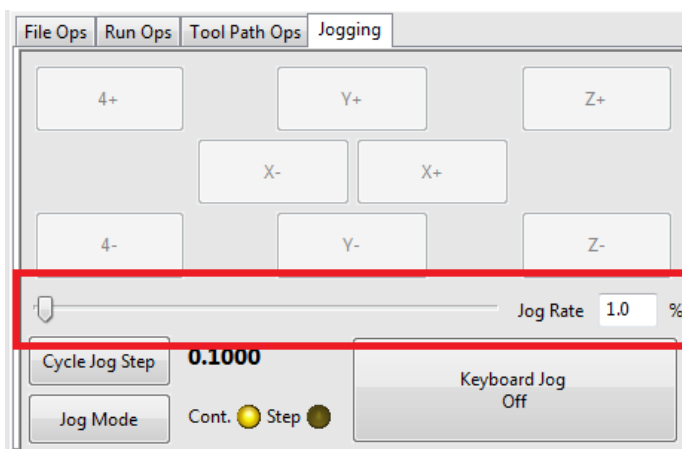 File Ops Run Ops Tool Path Ops Jogging
4+ Y+ Z+
X- X+
4- Y- Z-
Jog Rate 1.0 %
Cycle Jog Step 0.1000
Keyboard Jog
Off
Jog Mode Cont. Step